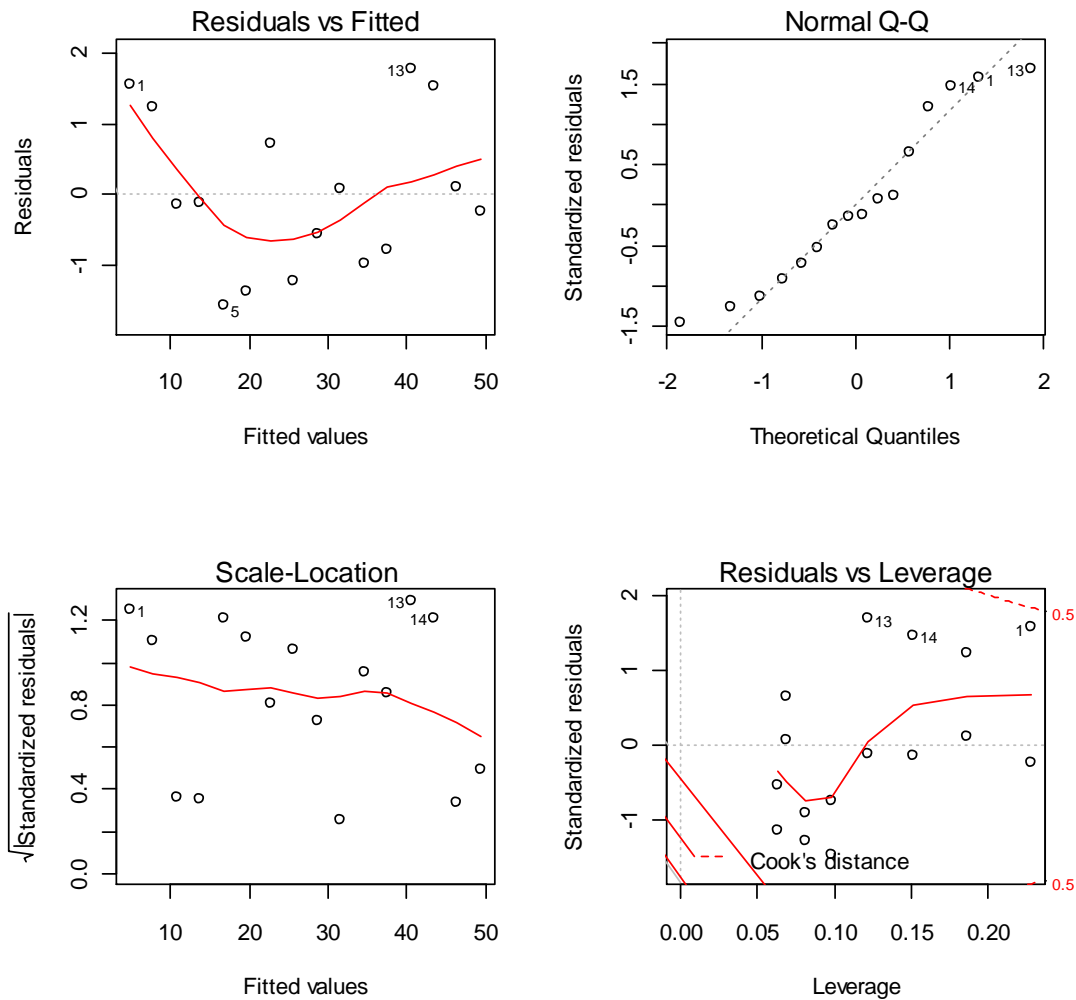 Residuals vs Fitted
Residuals
2
1
0
-1
1
13
5
10 20 30 40 50
Fitted values
Normal Q-Q
Standardized residuals
1.5
0.5
-0.5
-1.5
14
1
13
-2 -1 0 1 2
Theoretical Quantiles
Scale-Location
√|Standardized residuals|
1.2
0.8
0.4
0.0
1
13
14
10 20 30 40 50
Fitted values
Residuals vs Leverage
Standardized residuals
2
1
0
-1
13
14
1
0.5
0.5
Cook's distance
0.00 0.05 0.10 0.15 0.20
Leverage